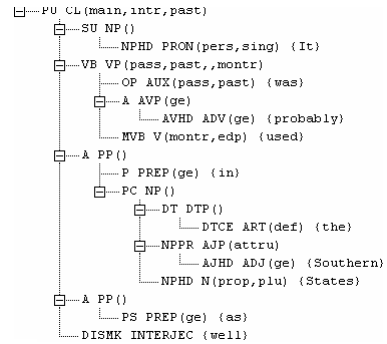 PU CL(main,intr,past)
SU NP()
NPHD PRON(pers,sing) {It}
VB VP(pass,past,,montr)
OP AUX(pass,past) {was}
A AVP(ge)
AVHD ADV(ge) {probably}
MVB V(montr,edp) {used}
A PP()
P PREP(ge) {in}
PC NP()
DT DTP()
DTCE ART(def) {the}
NPPR AJP(attru)
AJHD ADJ(ge) {Southern}
NPHD N(prop,plu) {States}
A PP()
PS PREP(ge) {as}
DISMK INTERJEC {well}